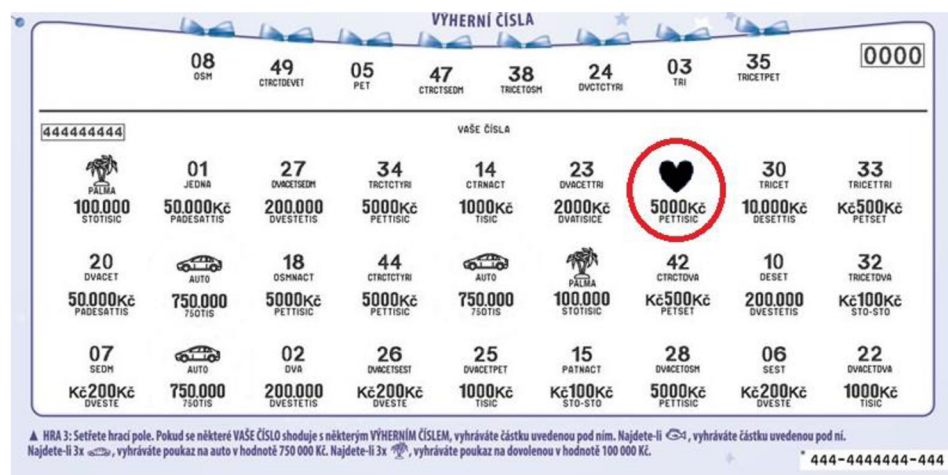 VÝHERNÍ ČÍSLA
08 49 05 47 38 24 03 35 0000
OSM CTRCTDEVET PET CTRCTSEDM TRICETOSM DVCTCTYRI TRI TRICETPET
444444444 VAŠE ČÍSLA
01 27 34 14 23 30 33
PALMA JEDNA DVACETSEDM TRCTCTYRI CTRNACT DVACETTRI TRICET TRICETTRI
100.000 50.000Kč 200.000 5000Kč 1000Kč 2000Kč 5000Kč 10.000Kč Kč500Kč
STOTISIC PADESATTIS DVESTETIS PETTISIC TISIC DVATISICE PETTISIC DESETTIS PETSET
20 18 44 42 10 32
DVACET AUTO OSMNACT CTRCTCTYRI AUTO PALMA CTRCTDVA DESET TRICETDVA
50.000Kč 750.000 5000Kč 5000Kč 750.000 100.000 Kč500Kč 200.000 Kč100Kč
PADESATTIS 750TIS PETTISIC PETTISIC 750TIS STOTISIC PETSET DVESTETIS STO-STO
07 02 26 25 15 28 06 22
SEDM AUTO DVA DVACETSEST DVACETPET PATNACT DVACETOSM SEST DVACETDVA
Kč200Kč 750.000 200.000 Kč200Kč 1000Kč Kč100Kč 5000Kč Kč200Kč 1000Kč
DVESTE 750TIS DVESTETIS DVESTE TISIC STO-STO PETTISIC DVESTE TISIC
▲ HRA 3: Setřete hrací pole. Pokud se některé VAŠE ČÍSLO shoduje s některým VÝHERNÍM ČÍSLEM, vyhráváte částku uvedenou pod ním. Najdete-li , vyhráváte částku uvedenou pod ní.
Najdete-li 3x , vyhráváte poukaz na auto v hodnotě 750 000 Kč. Najdete-li 3x , vyhráváte poukaz na dovolenou v hodnotě 100 000 Kč.
444-4444444-444